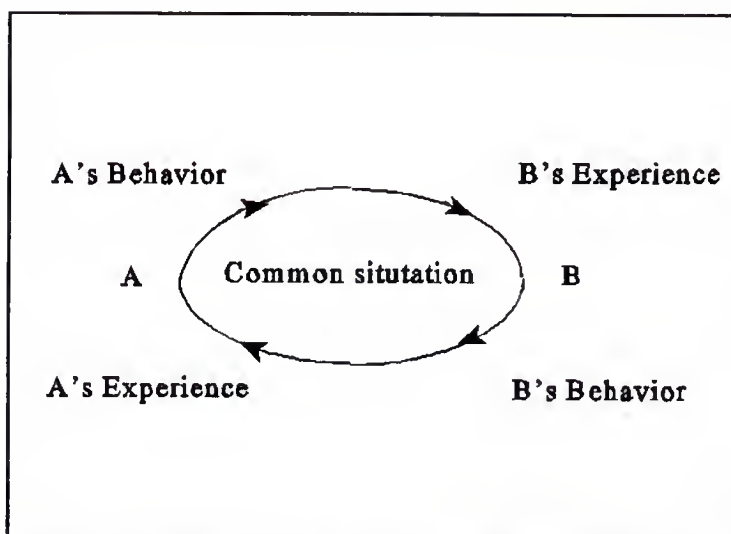 A's Behavior
B's Experience
A
Common situtation
B
A's Experience
B's Behavior